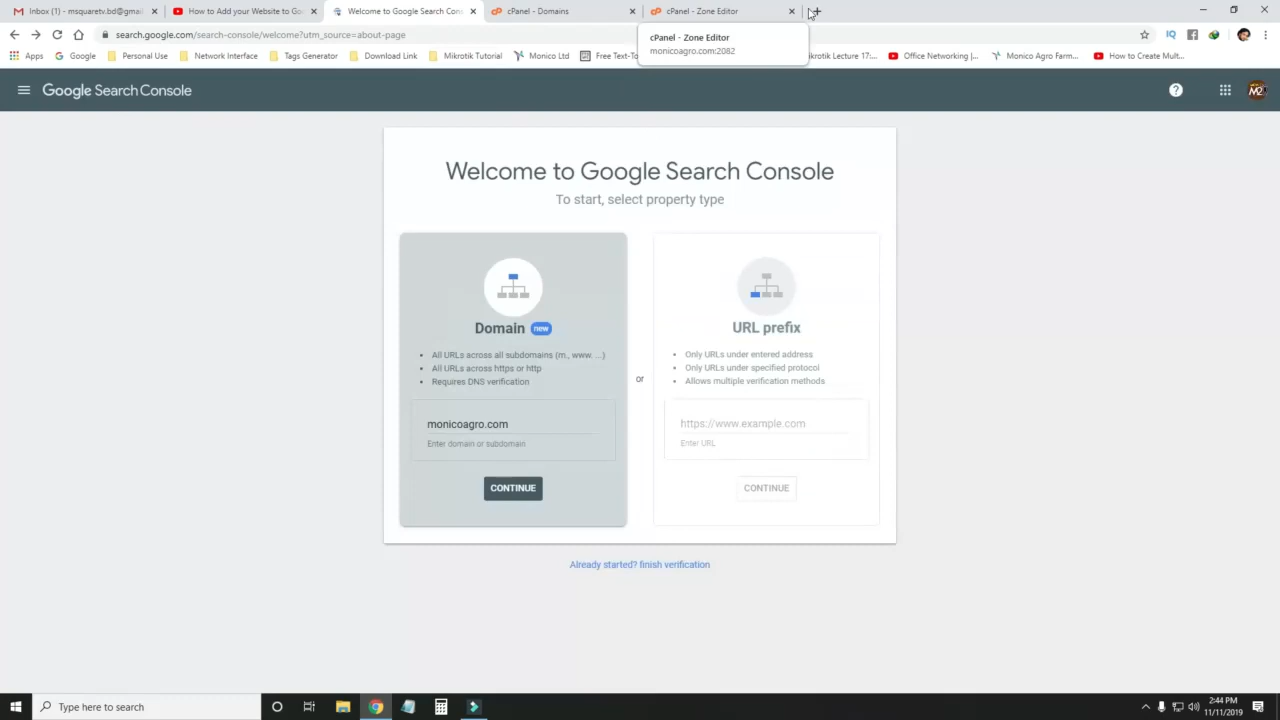 Inbox (1) - msquaretv.bd@gmail
How to Add your Website to Go
Welcome to Google Search Cons
cPanel - Domains
cPanel - Zone Editor
search.google.com/search-console/welcome?utm_source=about-page
cPanel - Zone Editor
monicoagro.com:2082
Apps
Google
Personal Use
Network Interface
Tags Generator
Download Link
Mikrotik Tutorial
Monico Ltd
Free Text-To
krotik Lecture 17:...
Office Networking |...
Monico Agro Farm...
How to Create Mult...
Google Search Console
Welcome to Google Search Console
To start, select property type
Domain new
All URLs across all subdomains (m., www. ...)
All URLs across https or http
Requires DNS verification
monicoagro.com
Enter domain or subdomain
CONTINUE
or
URL prefix
Only URLs under entered address
Only URLs under specified protocol
Allows multiple verification methods
https://www.example.com
Enter URL
CONTINUE
Already started? finish verification
Type here to search
2:44 PM
11/11/2019